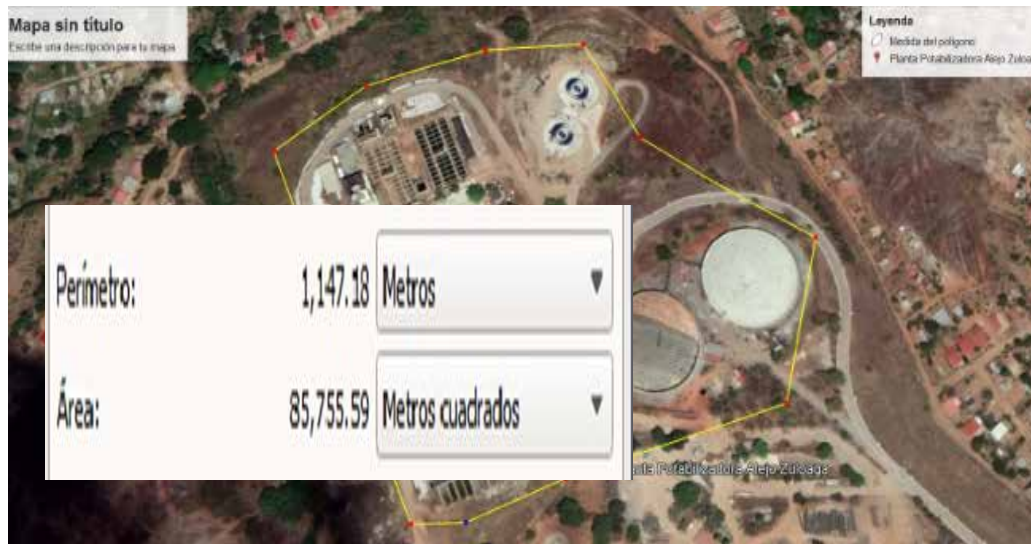 Mapa sin título
Escribe una descripción para tu mapa.
Leyenda
Medida del polígono
Planta Potabilizadora Alejo Zuloa
Perímetro: 1,147.18 Metros
Área: 85,755.59 Metros cuadrados
Planta Potabilizadora Alejo Zuloaga